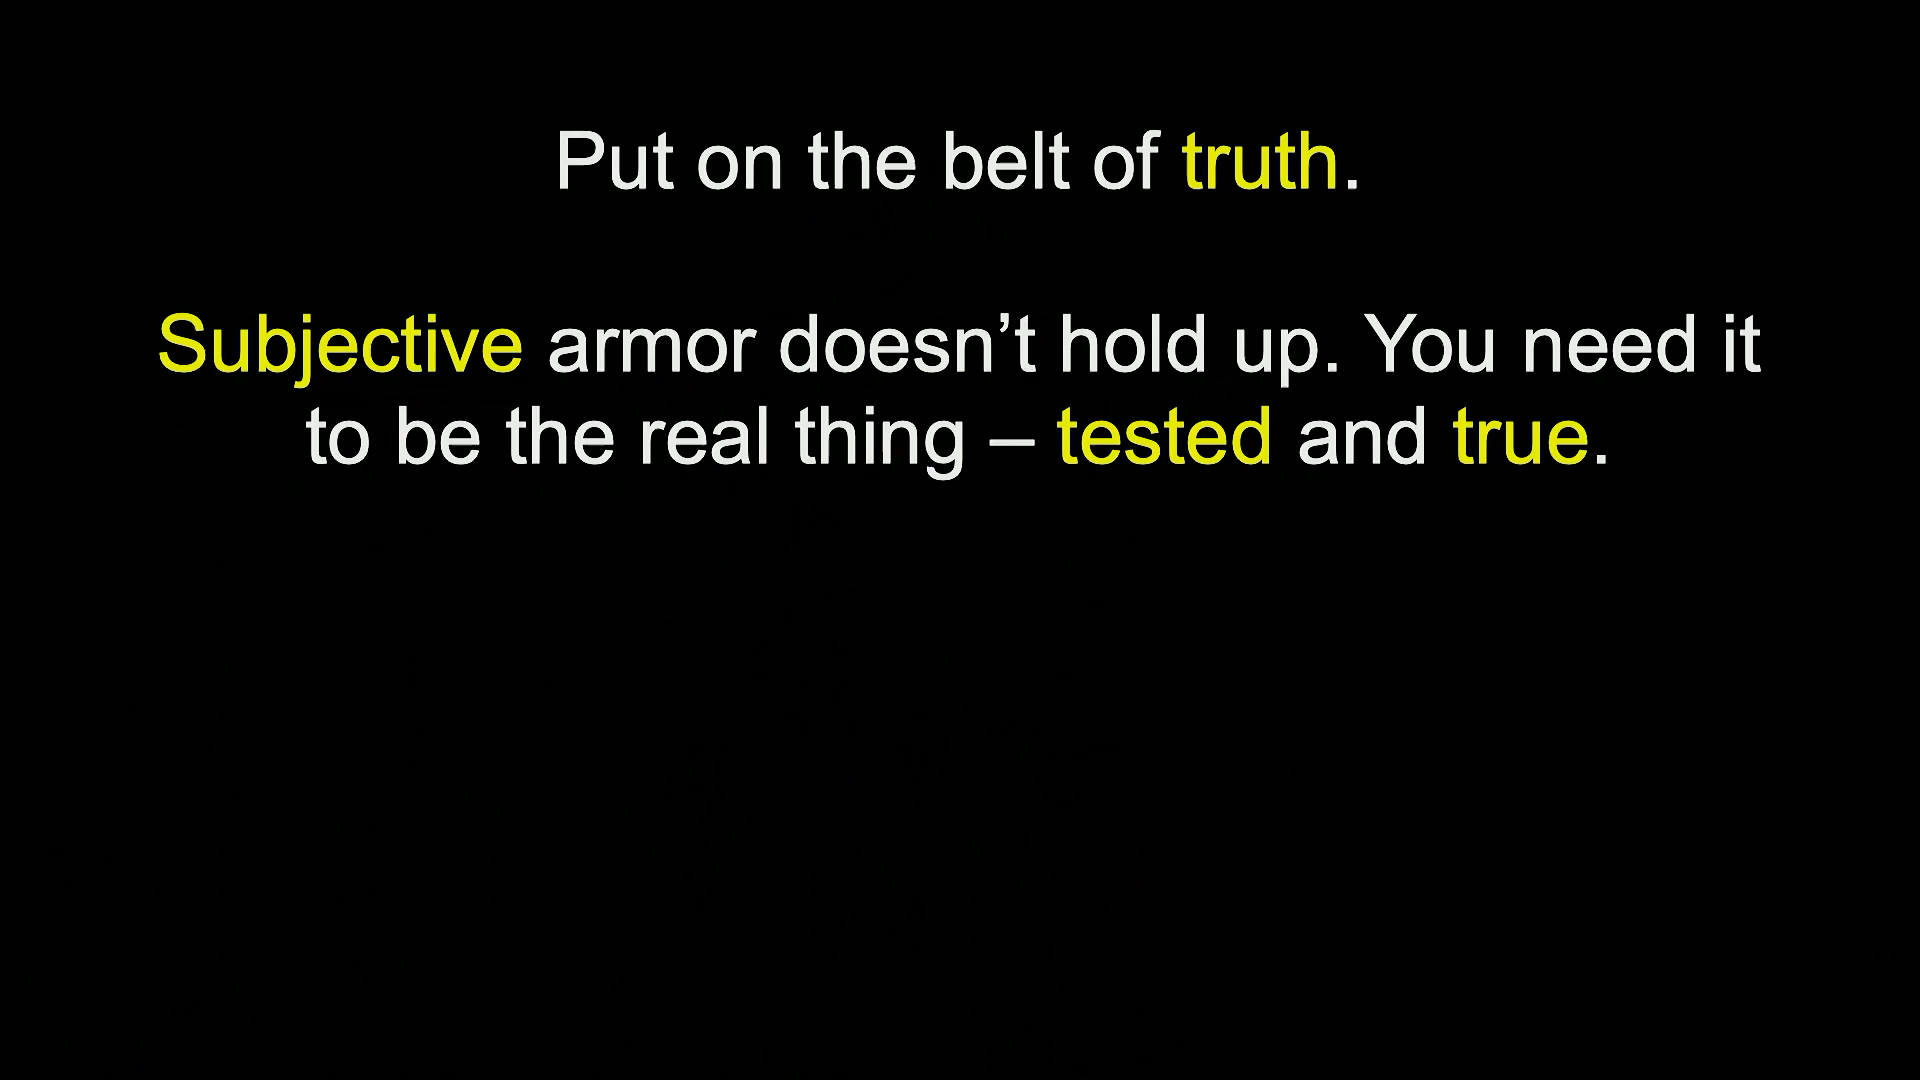 Put on the belt of truth.
Subjective armor doesn’t hold up. You need it
to be the real thing – tested and true.